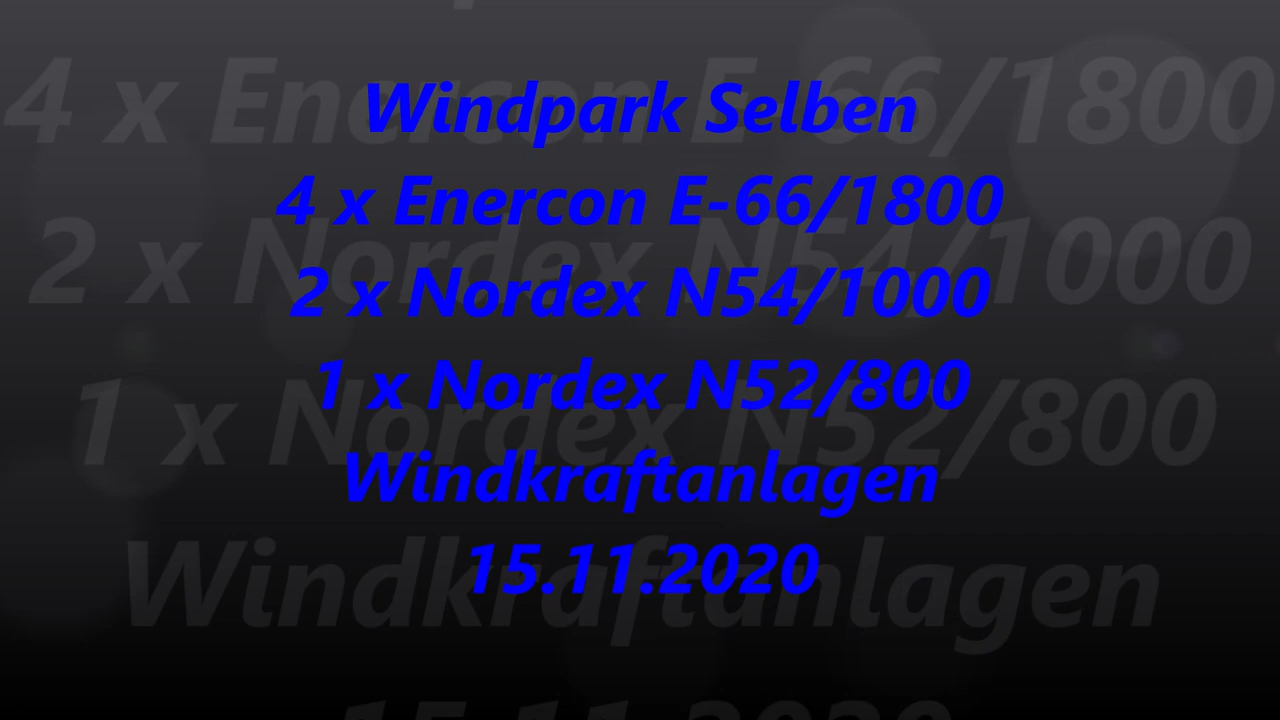 Windpark Selben
4 x Enercon E-66/1800
2 x Nordex N54/1000
1 x Nordex N52/800
Windkraftanlagen
15.11.2020